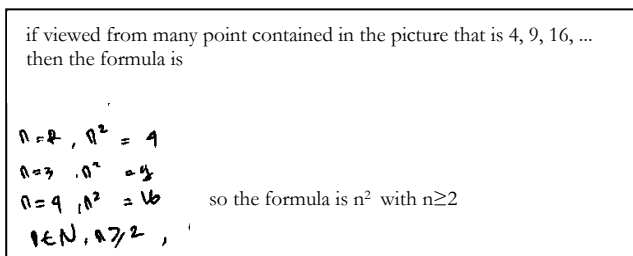 if viewed from many point contained in the picture that is 4, 9, 16, ...
then the formula is
n=2, n² = 4
n=3, n² = 9
n=4, n² = 16
so the formula is n² with n≥2
n∈N, n≥2,